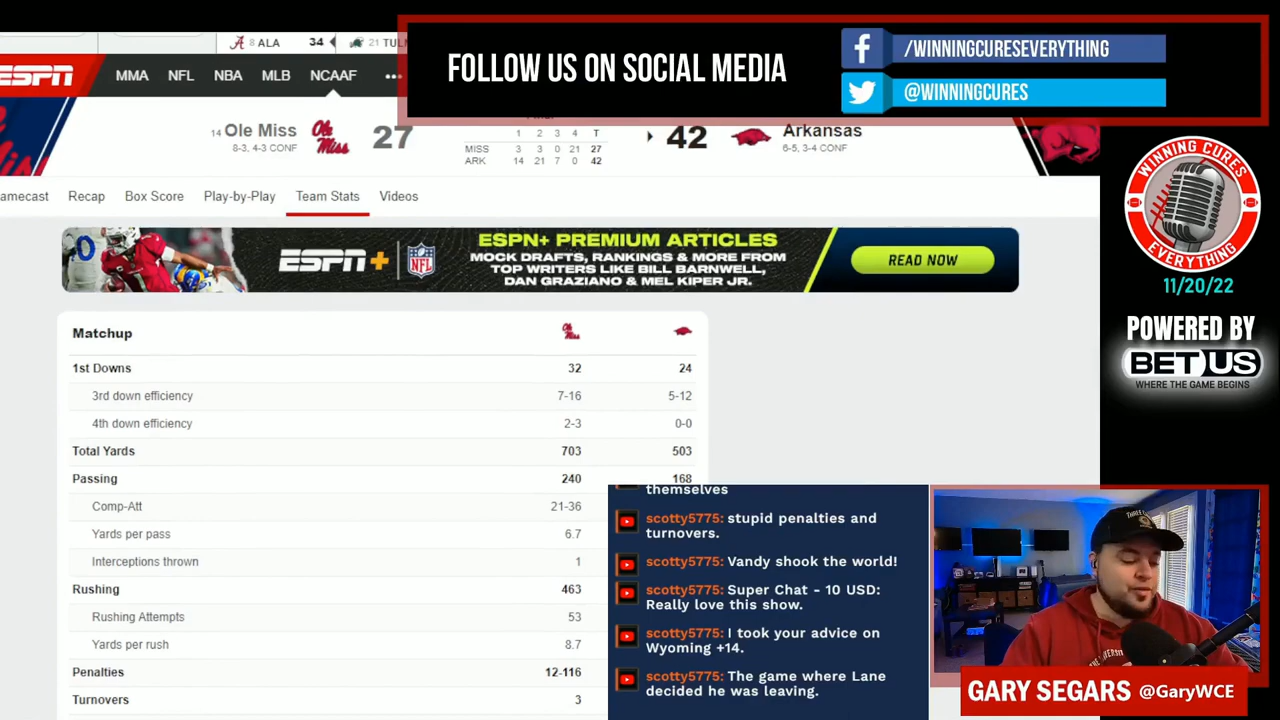 8 ALA 34
21 TUL
FOLLOW US ON SOCIAL MEDIA
/WINNINGCURESEVERYTHING
@WINNINGCURES
ESPN
MMA NFL NBA MLB NCAAF •••
14 Ole Miss
8-3, 4-3 CONF
Ole Miss
27
1 2 3 4 T
MISS 3 3 0 21 27
ARK 14 21 7 0 42
42
Arkansas
6-5, 3-4 CONF
WINNING CURES
EVERYTHING
11/20/22
POWERED BY
BETUS
WHERE THE GAME BEGINS
amecast Recap Box Score Play-by-Play Team Stats Videos
ESPN+ NFL
ESPN+ PREMIUM ARTICLES
MOCK DRAFTS, RANKINGS & MORE FROM
TOP WRITERS LIKE BILL BARNWELL,
DAN GRAZIANO & MEL KIPER JR.
READ NOW
Matchup Ole Miss
1st Downs 32 24
3rd down efficiency 7-16 5-12
4th down efficiency 2-3 0-0
Total Yards 703 503
Passing 240 168
Comp-Att 21-36
Yards per pass 6.7
Interceptions thrown 1
Rushing 463
Rushing Attempts 53
Yards per rush 8.7
Penalties 12-116
Turnovers 3
themselves
scotty5775: stupid penalties and
turnovers.
scotty5775: Vandy shook the world!
scotty5775: Super Chat - 10 USD:
Really love this show.
scotty5775: I took your advice on
Wyoming +14.
scotty5775: The game where Lane
decided he was leaving.
GARY SEGARS @GaryWCE